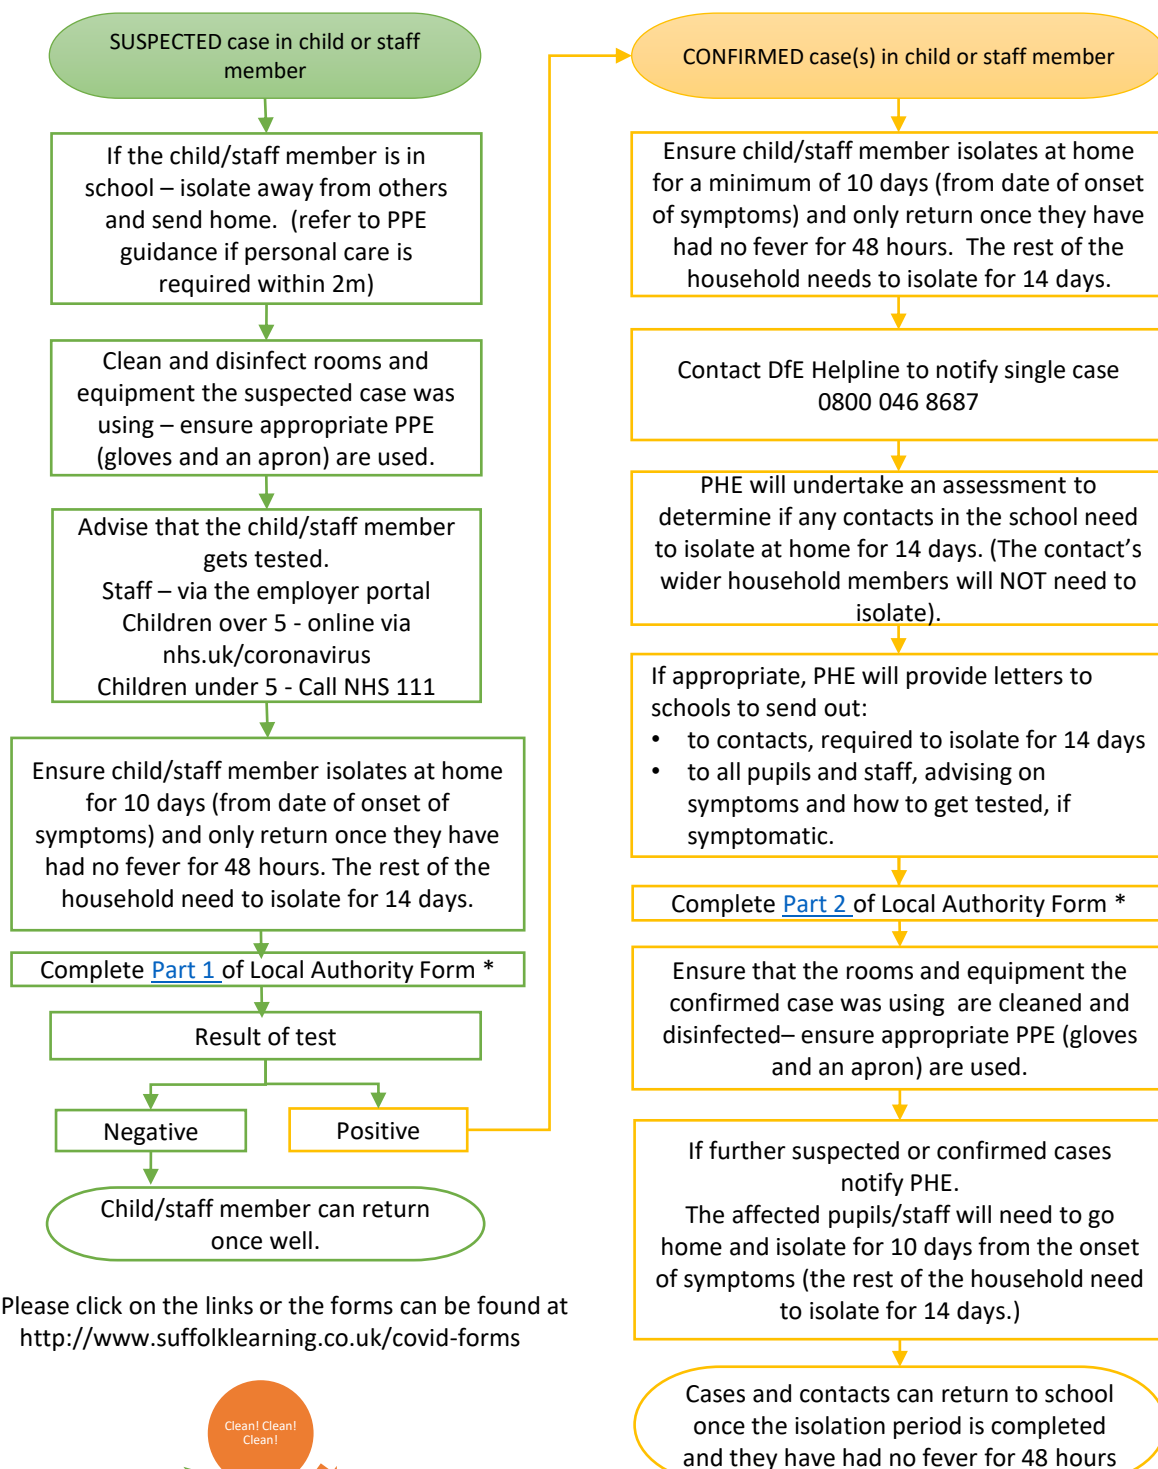 SUSPECTED case in child or staff
member
If the child/staff member is in
school – isolate away from others
and send home.  (refer to PPE
guidance if personal care is
required within 2m)
Clean and disinfect rooms and
equipment the suspected case was
using – ensure appropriate PPE
(gloves and an apron) are used.
Advise that the child/staff member
gets tested.
Staff – via the employer portal
Children over 5 - online via
nhs.uk/coronavirus
Children under 5 - Call NHS 111
Ensure child/staff member isolates at home
for 10 days (from date of onset of
symptoms) and only return once they have
had no fever for 48 hours. The rest of the
household need to isolate for 14 days.
Complete Part 1 of Local Authority Form *
Result of test
Negative
Positive
Child/staff member can return
once well.
Please click on the links or the forms can be found at
http://www.suffolklearning.co.uk/covid-forms
Clean! Clean!
Clean!
CONFIRMED case(s) in child or staff member
Ensure child/staff member isolates at home
for a minimum of 10 days (from date of onset
of symptoms) and only return once they have
had no fever for 48 hours.  The rest of the
household needs to isolate for 14 days.
Contact DfE Helpline to notify single case
0800 046 8687
PHE will undertake an assessment to
determine if any contacts in the school need
to isolate at home for 14 days. (The contact's
wider household members will NOT need to
isolate).
If appropriate, PHE will provide letters to
schools to send out:
• to contacts, required to isolate for 14 days
• to all pupils and staff, advising on
symptoms and how to get tested, if
symptomatic.
Complete Part 2 of Local Authority Form *
Ensure that the rooms and equipment the
confirmed case was using  are cleaned and
disinfected– ensure appropriate PPE (gloves
and an apron) are used.
If further suspected or confirmed cases
notify PHE.
The affected pupils/staff will need to go
home and isolate for 10 days from the onset
of symptoms (the rest of the household need
to isolate for 14 days.)
Cases and contacts can return to school
once the isolation period is completed
and they have had no fever for 48 hours